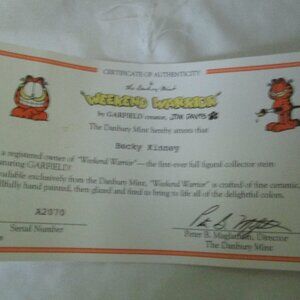 CERTIFICATE OF AUTHENTICITY
The Danbury Mint
WEEKEND WARRIOR
by GARFIELD creator, JIM DAVIS
The Danbury Mint hereby attests that
Becky Kinney
a registered owner of "Weekend Warrior"—the first-ever full figural collector stein
featuring GARFIELD!
available exclusively from the Danbury Mint, "Weekend Warrior" is crafted of fine ceramic,
skillfully hand painted, then glazed and fired to bring to life all of the delightful colors.
A2070
Serial Number
Peter B. Maglathlin, Director
The Danbury Mint